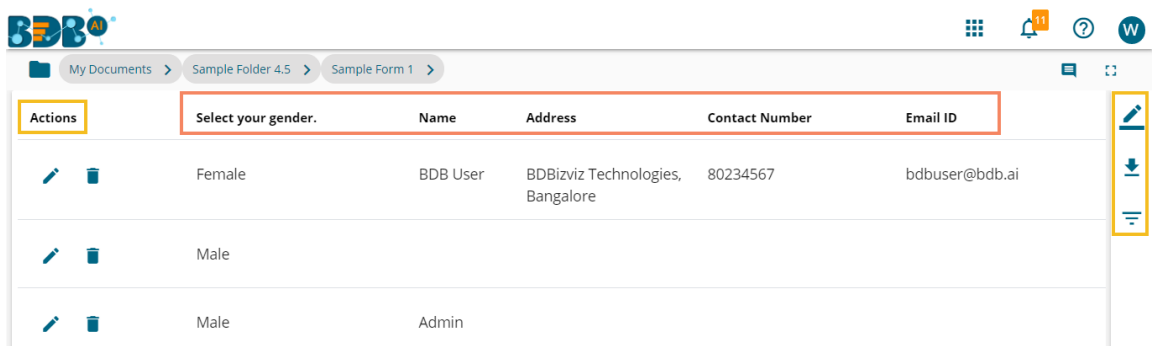 BDB AI
11
W
My Documents > Sample Folder 4.5 > Sample Form 1 >
Actions Select your gender. Name Address Contact Number Email ID
Female BDB User BDBizviz Technologies, 80234567 bdbuser@bdb.ai
Bangalore
Male
Male Admin